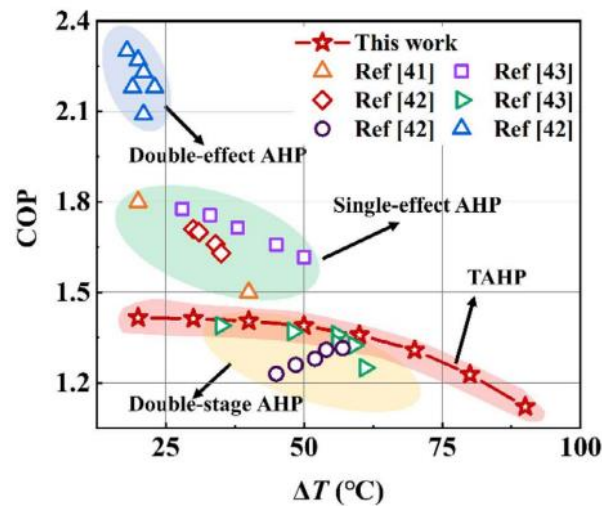 2.4
2.1
1.8
1.5
1.2
COP
This work
Ref [41] Ref [43]
Ref [42] Ref [43]
Ref [42] Ref [42]
Double-effect AHP
Single-effect AHP
TAHP
Double-stage AHP
25 50 75 100
ΔT (°C)